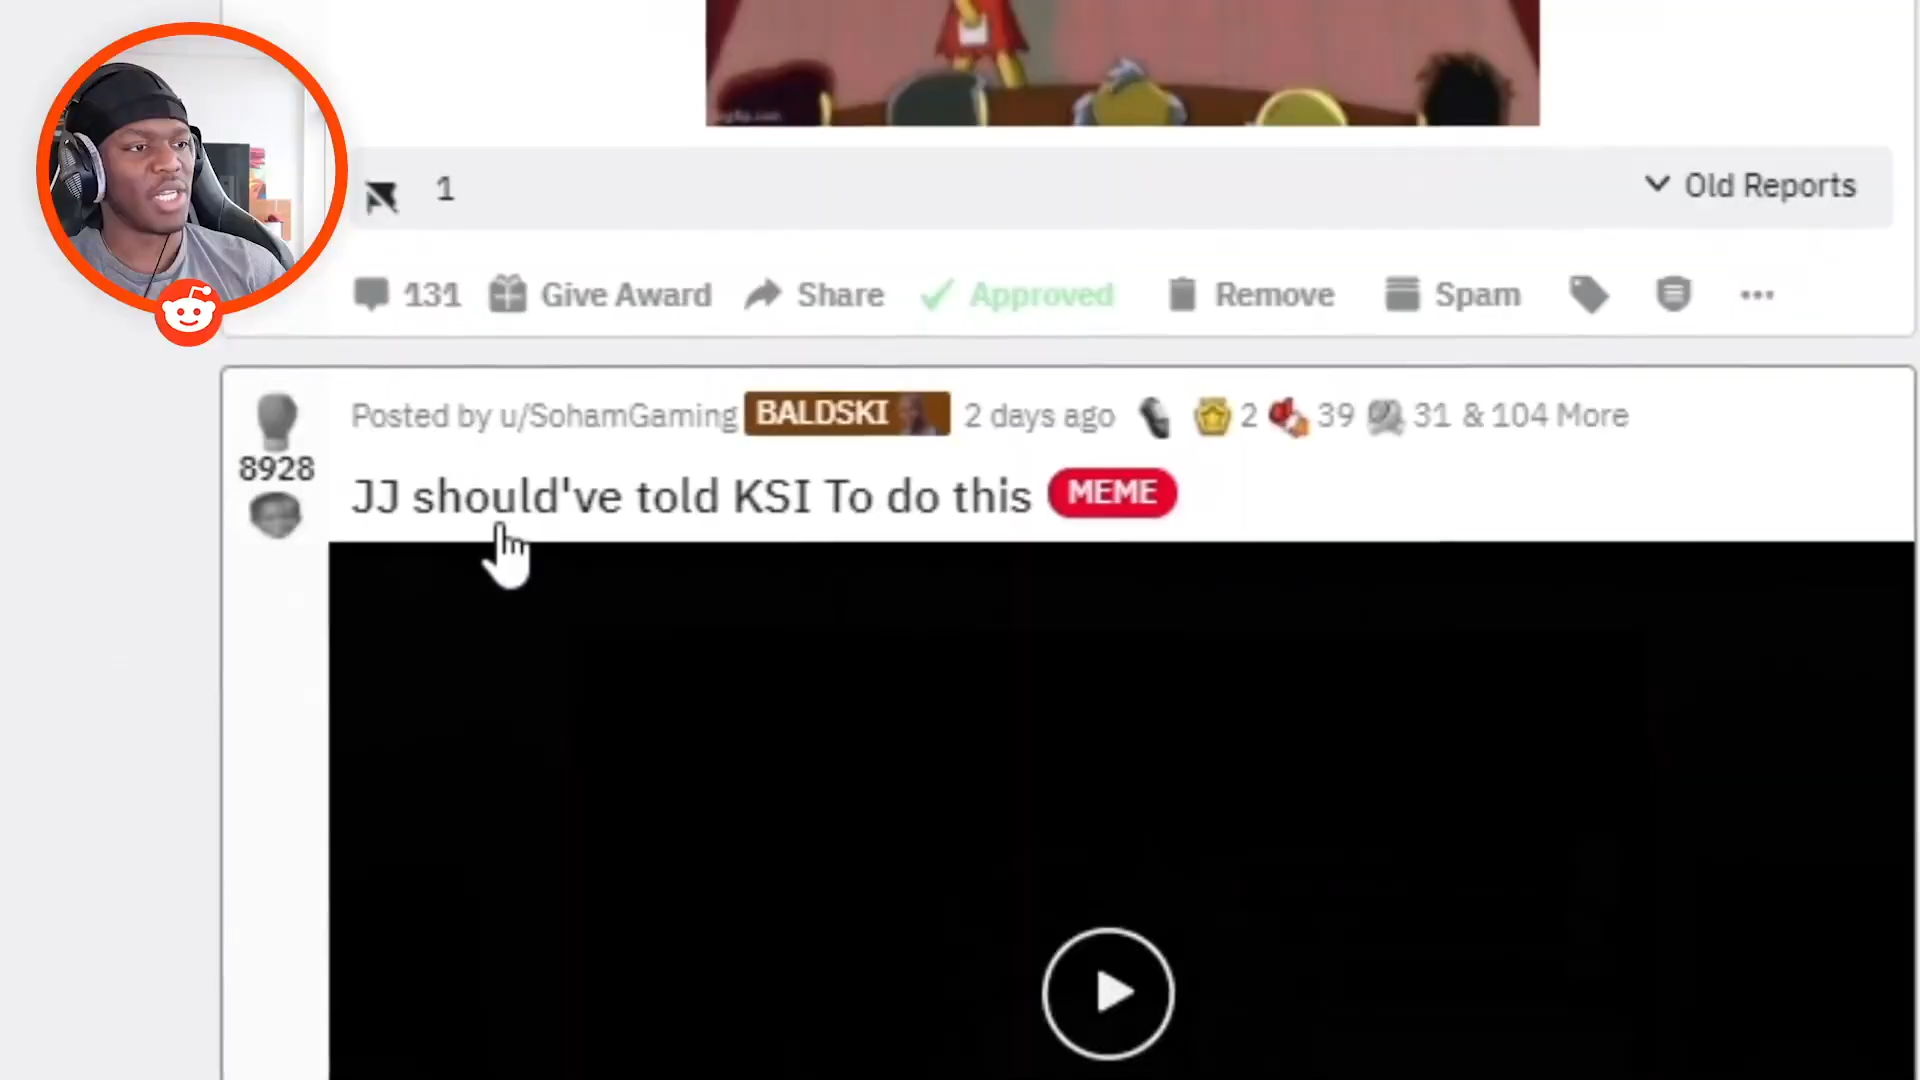 1
Old Reports
131 Give Award Share Approved Remove Spam
Posted by u/SohamGaming BALDSKI 2 days ago 2 39 31 & 104 More
8928
JJ should've told KSI To do this MEME